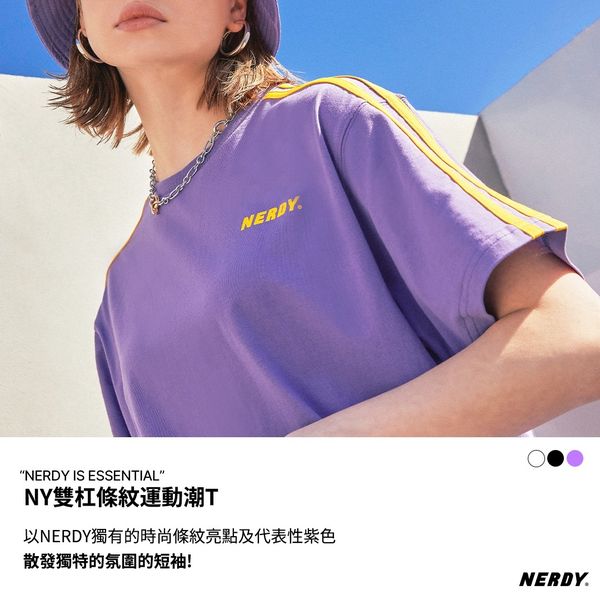 NERDY.
“NERDY IS ESSENTIAL”
NY雙杠條紋運動潮T
以NERDY獨有的時尚條紋亮點及代表性紫色
散發獨特的氛圍的短袖!
NERDY.